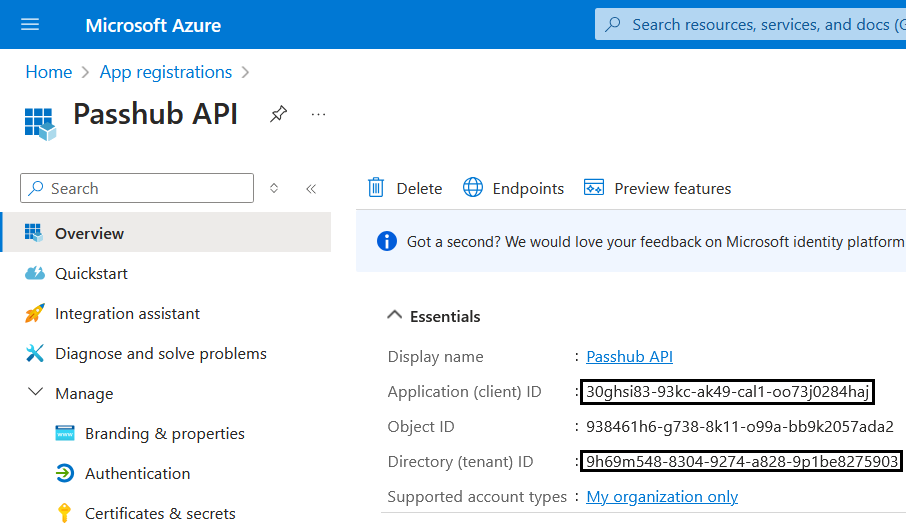 Microsoft Azure
Search resources, services, and docs (G
Home > App registrations >
Passhub API
...
Search
Delete
Endpoints
Preview features
Overview
Got a second? We would love your feedback on Microsoft identity platform
Quickstart
Integration assistant
Diagnose and solve problems
Manage
Branding & properties
Authentication
Certificates & secrets
Essentials
Display name : Passhub API
Application (client) ID : 30ghsi83-93kc-ak49-cal1-oo73j0284haj
Object ID : 938461h6-g738-8k11-o99a-bb9k2057ada2
Directory (tenant) ID : 9h69m548-8304-9274-a828-9p1be8275903
Supported account types : My organization only